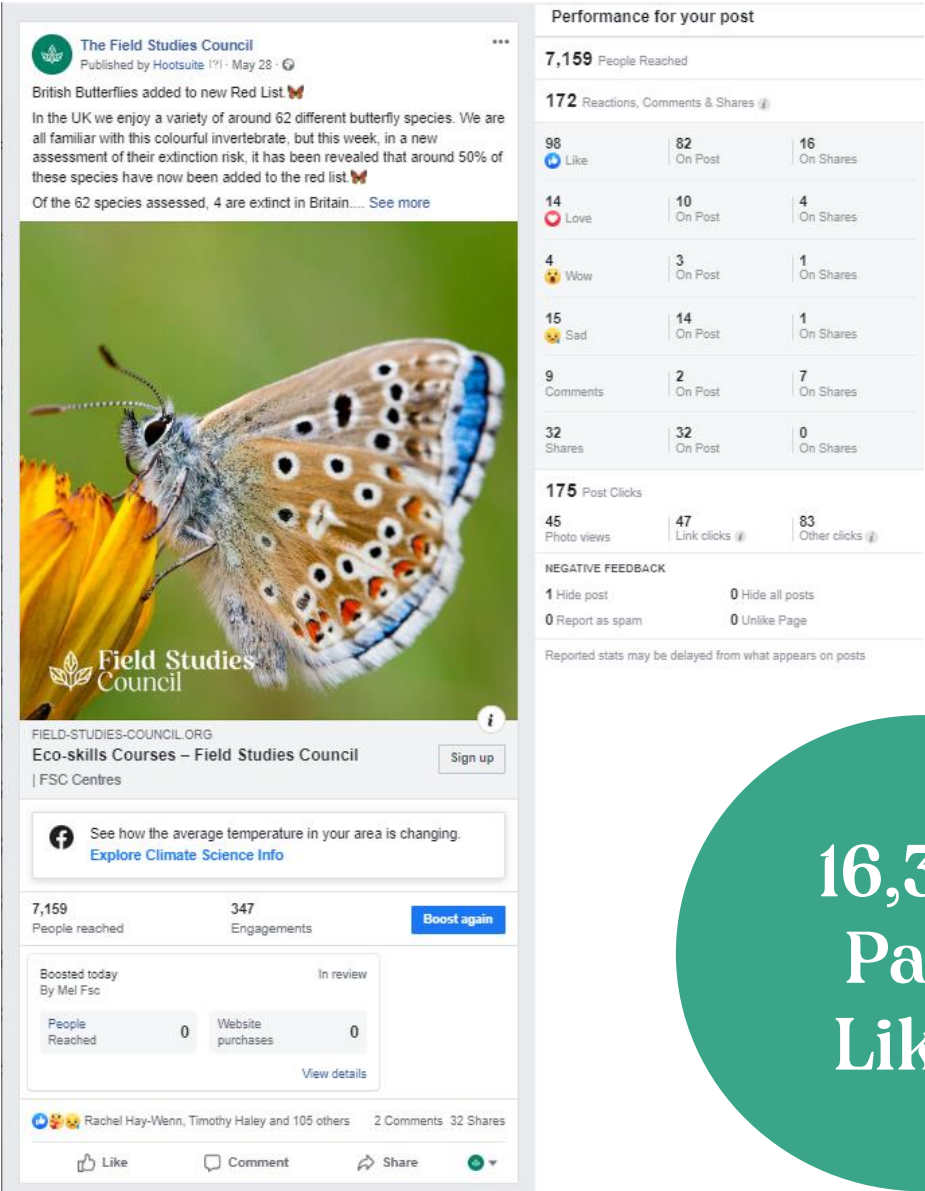 The Field Studies Council
Published by Hootsuite [?] · May 28 ·
British Butterflies added to new Red List.🦋
In the UK we enjoy a variety of around 62 different butterfly species. We are
all familiar with this colourful invertebrate, but this week, in a new
assessment of their extinction risk, it has been revealed that around 50% of
these species have now been added to the red list.🦋
Of the 62 species assessed, 4 are extinct in Britain.... See more
Field Studies
Council
FIELD-STUDIES-COUNCIL.ORG
Eco-skills Courses – Field Studies Council
| FSC Centres
Sign up
See how the average temperature in your area is changing.
Explore Climate Science Info
7,159
People reached
347
Engagements
Boost again
Boosted today
By Mel Fsc
In review
People
Reached
0
Website
purchases
0
View details
Rachel Hay-Wenn, Timothy Haley and 105 others 2 Comments 32 Shares
Like Comment Share
Performance for your post
7,159 People Reached
172 Reactions, Comments & Shares
98 82 16
Like On Post On Shares
14 10 4
Love On Post On Shares
4 3 1
Wow On Post On Shares
15 14 1
Sad On Post On Shares
9 2 7
Comments On Post On Shares
32 32 0
Shares On Post On Shares
175 Post Clicks
45 47 83
Photo views Link clicks Other clicks
NEGATIVE FEEDBACK
1 Hide post 0 Hide all posts
0 Report as spam 0 Unlike Page
Reported stats may be delayed from what appears on posts
16,3
Pa
Lik